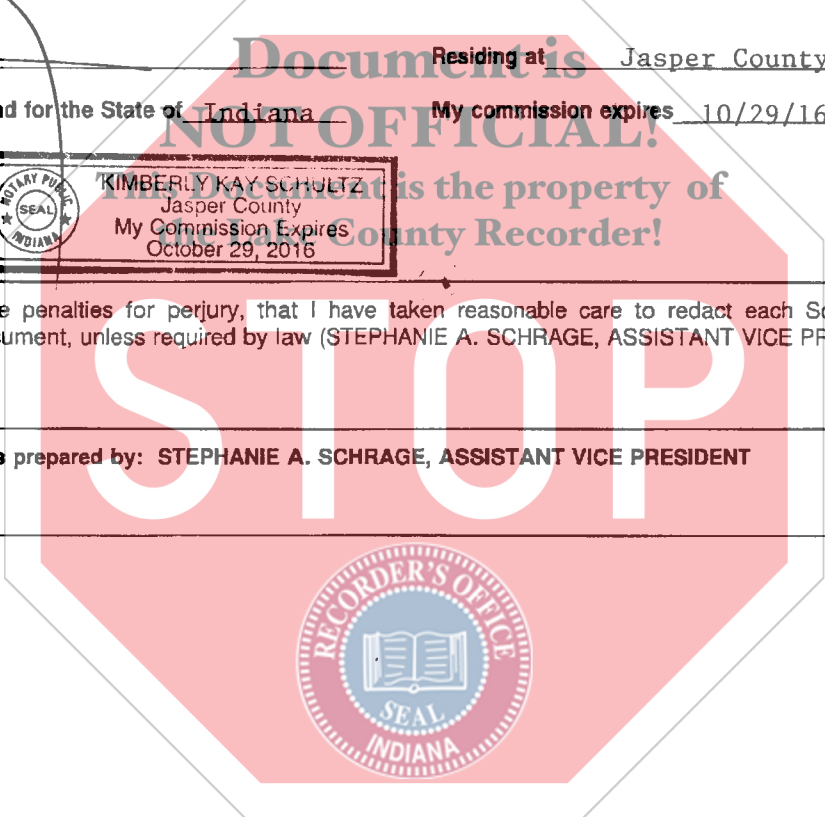 Document is
Residing at Jasper County
d for the State of Indiana My commission expires 10/29/16
NOT OFFICIAL!
This Document is the property of
the Lake County Recorder!
NOTARY PUBLIC
SEAL
INDIANA
KIMBERLY KAY SCHULTZ
Jasper County
My Commission Expires
October 29, 2016
e penalties for perjury, that I have taken reasonable care to redact each So
ument, unless required by law (STEPHANIE A. SCHRAGE, ASSISTANT VICE PR
STOP
s prepared by: STEPHANIE A. SCHRAGE, ASSISTANT VICE PRESIDENT
RECORDER'S OFFICE
SEAL
INDIANA